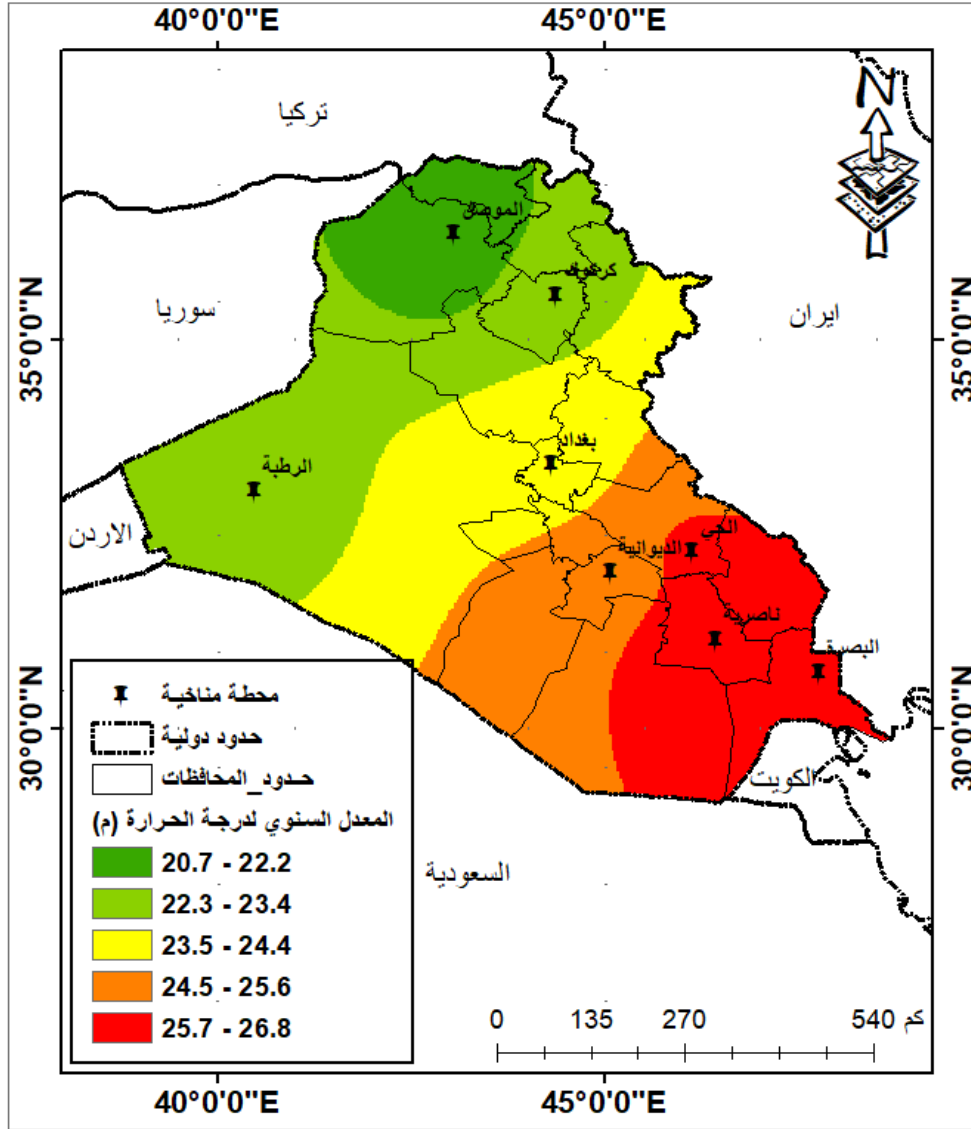 40°0'0"E 45°0'0"E
N
تركيا
الموصل
كركوك
35°0'0"N 35°0'0"N
سوريا
ايران
بغداد
الرطبة
الاردن
الحي
الديوانية
ناصرية
البصرة
30°0'0"N 30°0'0"N
الكويت
السعودية
محطة مناخية
حدود دولية
حدود_المحافظات
المعدل السنوي لدرجة الحرارة (م)
20.7 - 22.2
22.3 - 23.4
23.5 - 24.4
24.5 - 25.6
25.7 - 26.8
0 135 270 540 كم
40°0'0"E 45°0'0"E